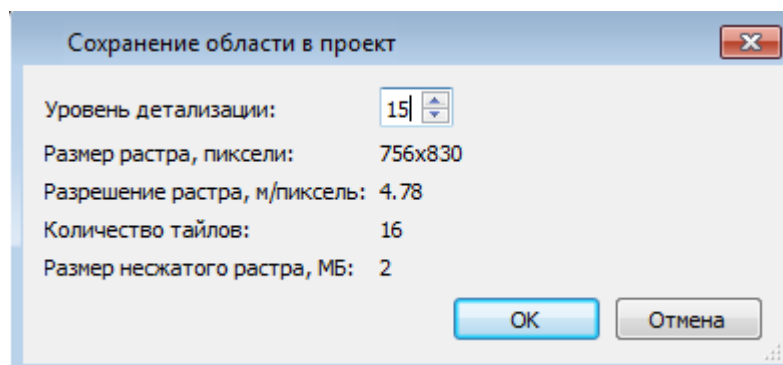 Сохранение области в проект
Уровень детализации: 15
Размер растра, пиксели: 756x830
Разрешение растра, м/пиксель: 4.78
Количество тайлов: 16
Размер несжатого растра, МБ: 2
OK Отмена